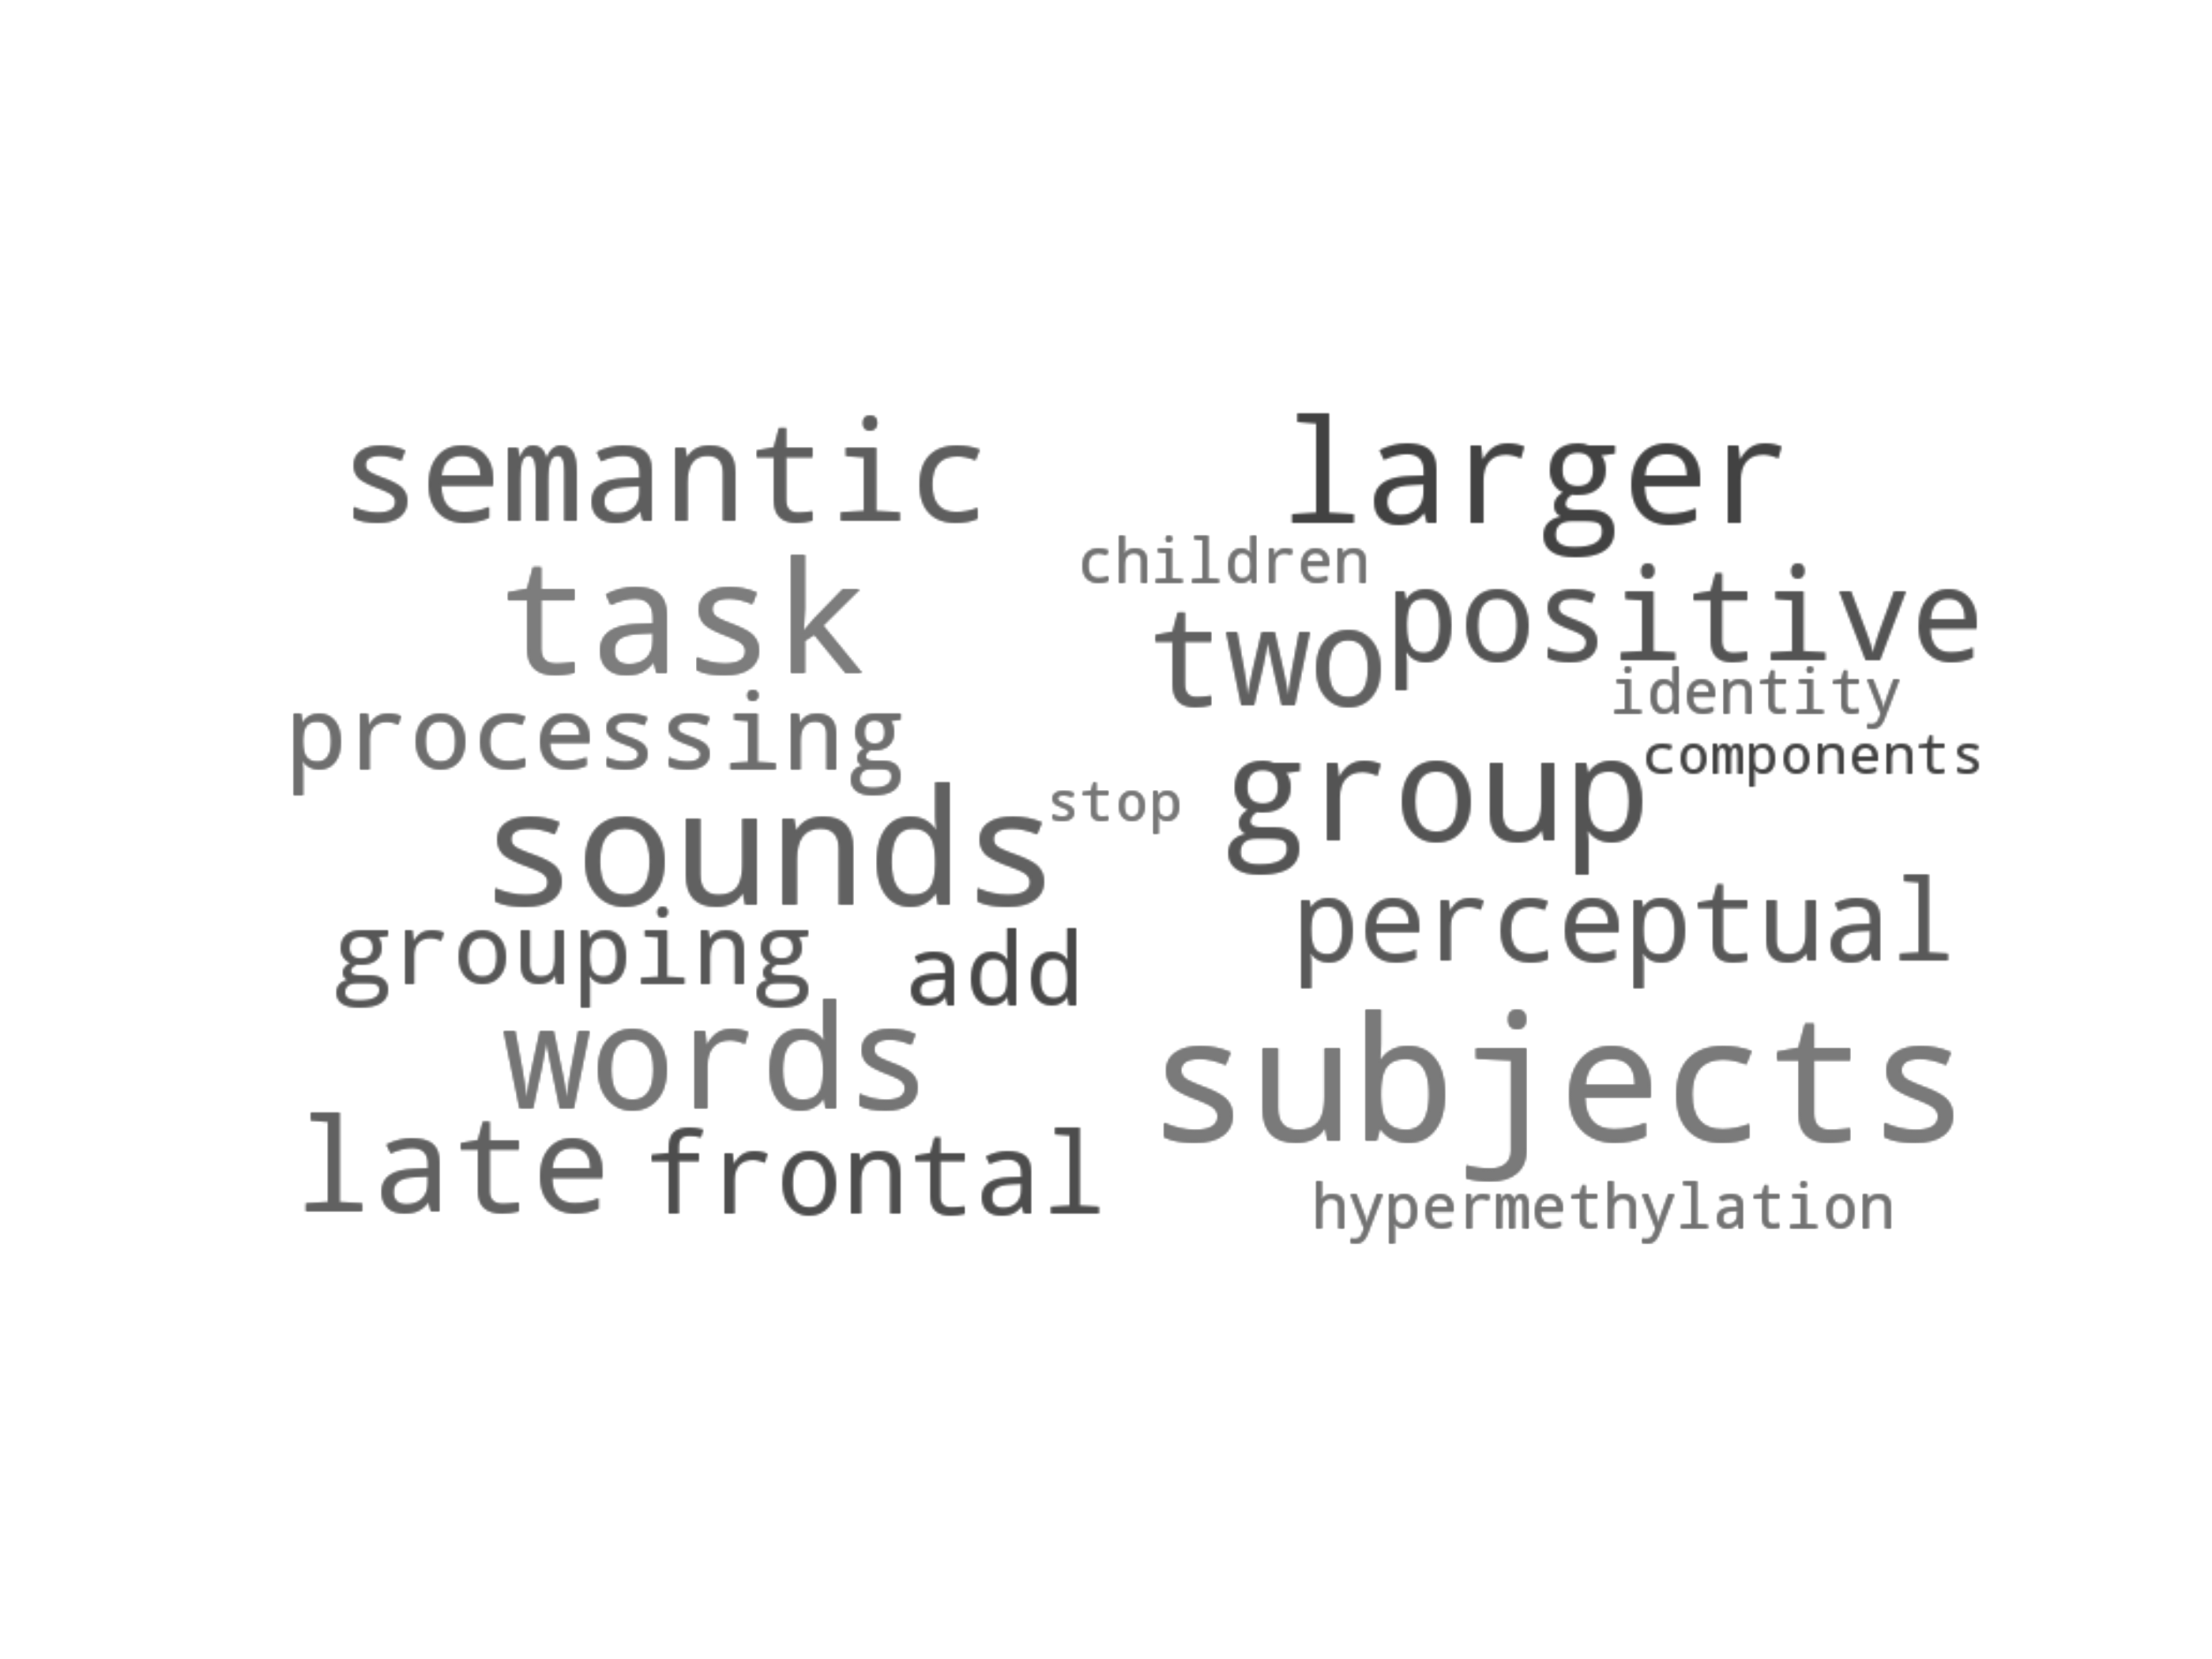 semantic
larger
children
task
two
positive
identity
processing
components
stop
group
sounds
perceptual
grouping
add
words
subjects
late
frontal
hypermethylation